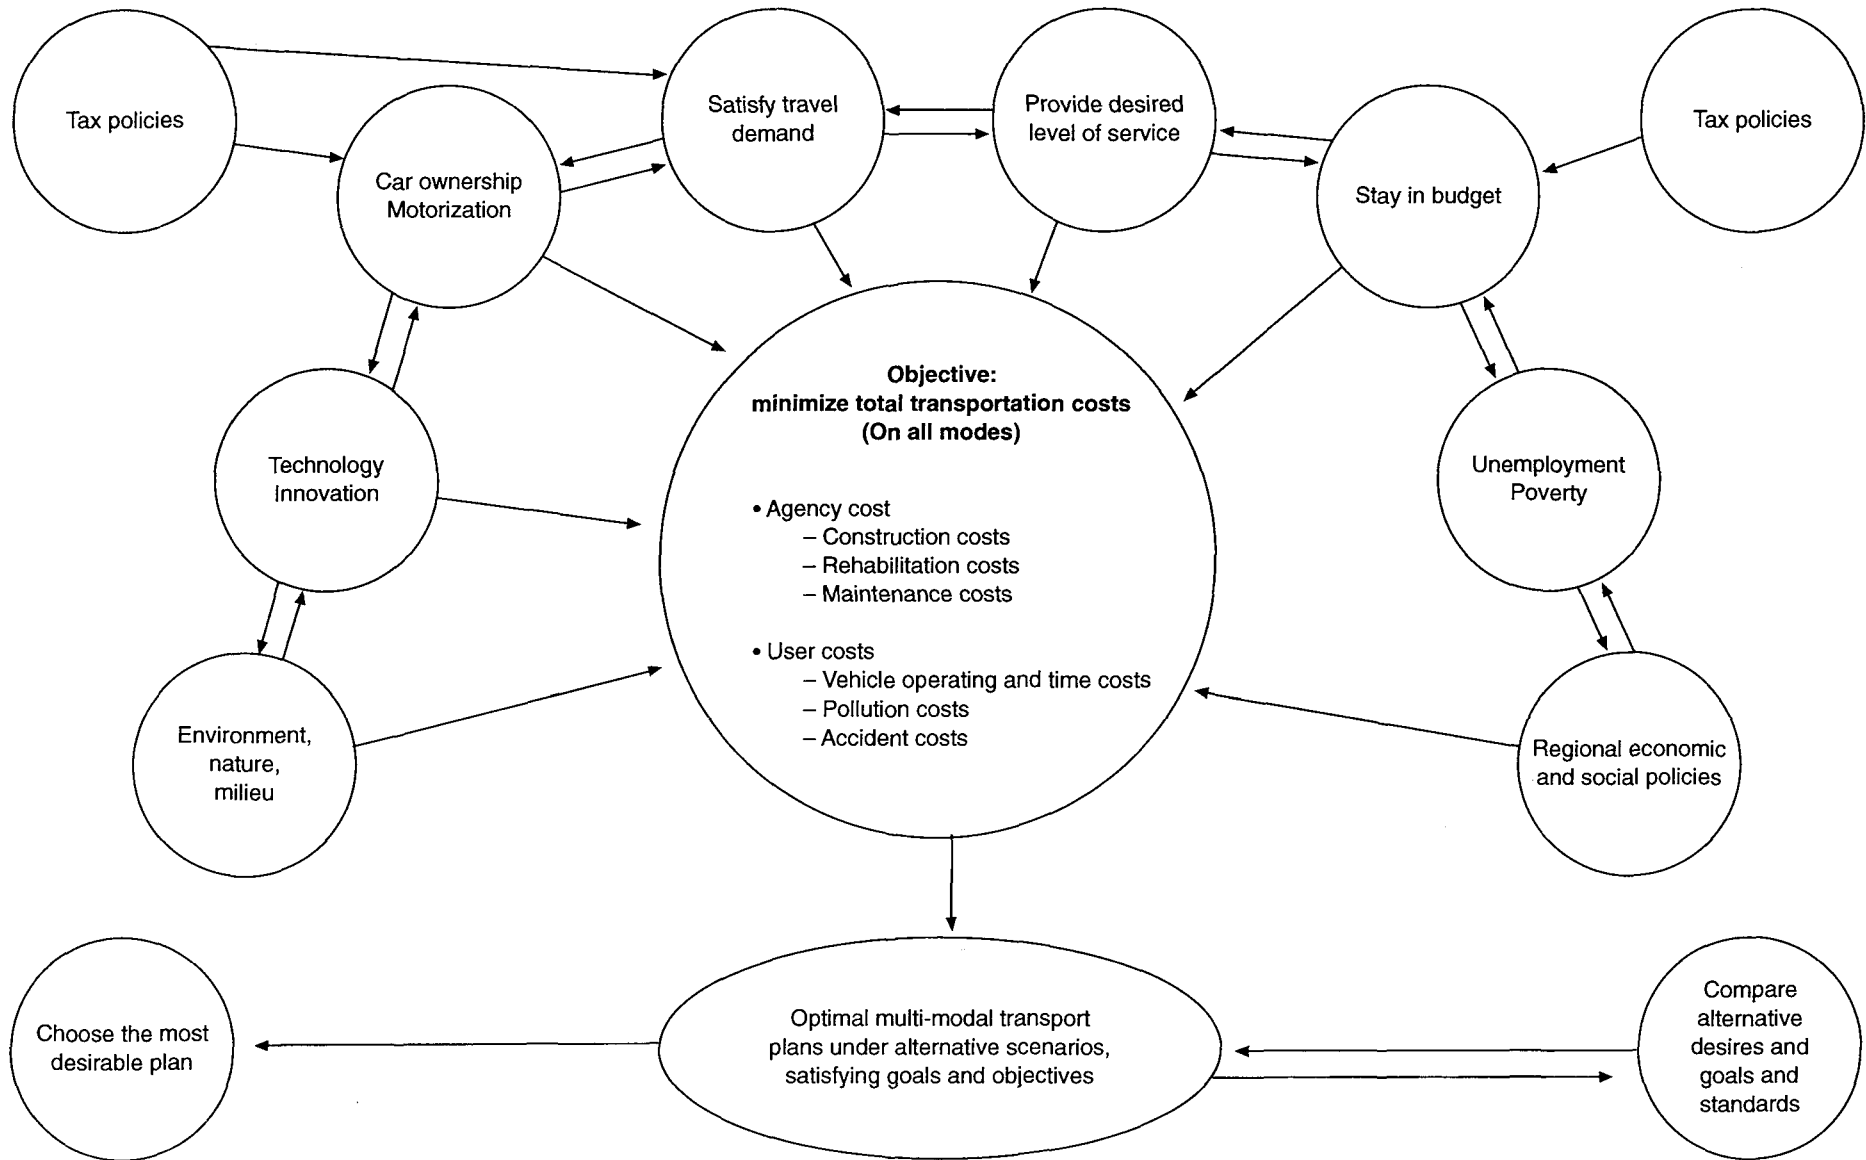 Tax policies
Satisfy travel
demand
Provide desired
level of service
Tax policies
Car ownership
Motorization
Stay in budget
Objective:
minimize total transportation costs
(On all modes)
• Agency cost
– Construction costs
– Rehabilitation costs
– Maintenance costs
• User costs
– Vehicle operating and time costs
– Pollution costs
– Accident costs
Technology
Innovation
Unemployment
Poverty
Environment,
nature,
milieu
Regional economic
and social policies
Choose the most
desirable plan
Optimal multi-modal transport
plans under alternative scenarios,
satisfying goals and objectives
Compare
alternative
desires and
goals and
standards